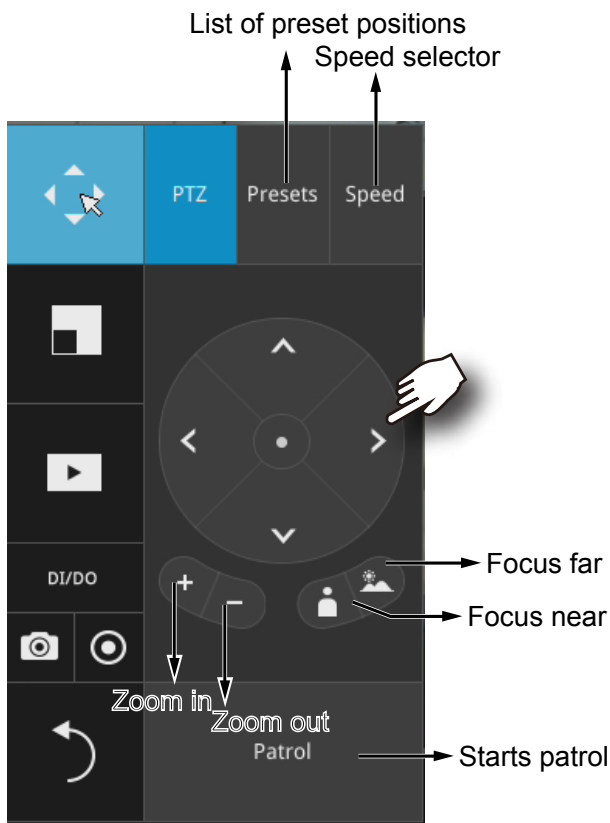 List of preset positions
Speed selector
PTZ
Presets
Speed
DI/DO
Focus far
Focus near
Zoom in
Zoom out
Patrol
Starts patrol